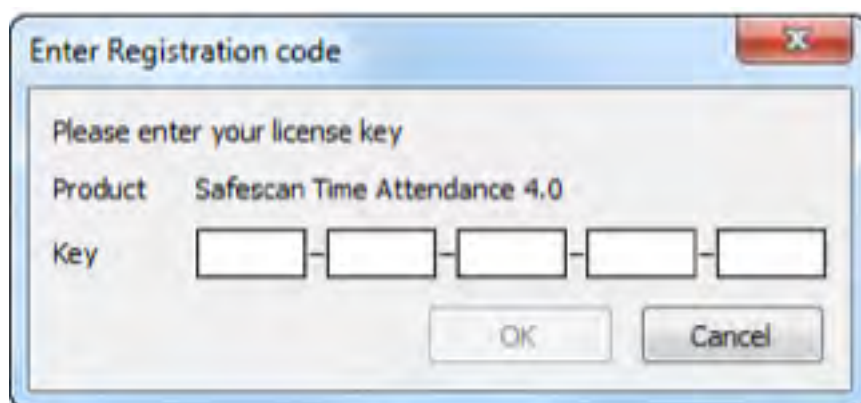 Enter Registration code
Please enter your license key
Product Safescan Time Attendance 4.0
Key - - - -
OK Cancel